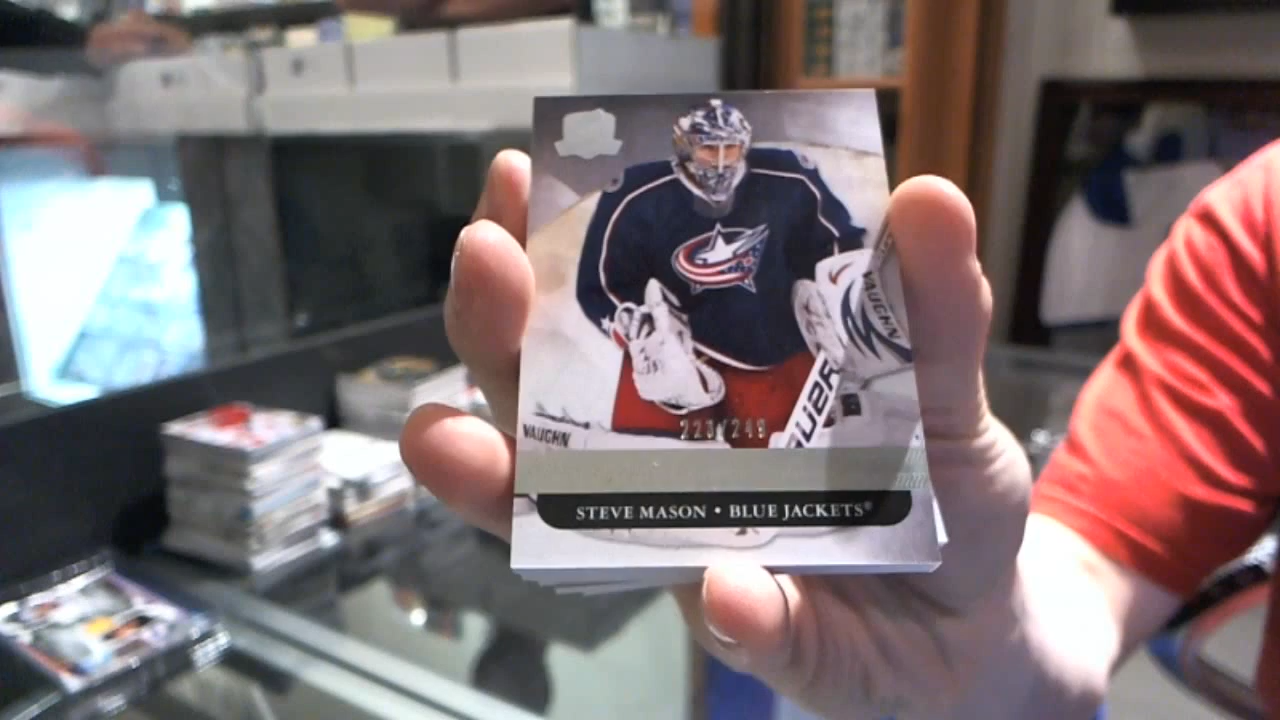 VAUGHN
BAUER
VAUGHN
223/249
STEVE MASON • BLUE JACKETS®